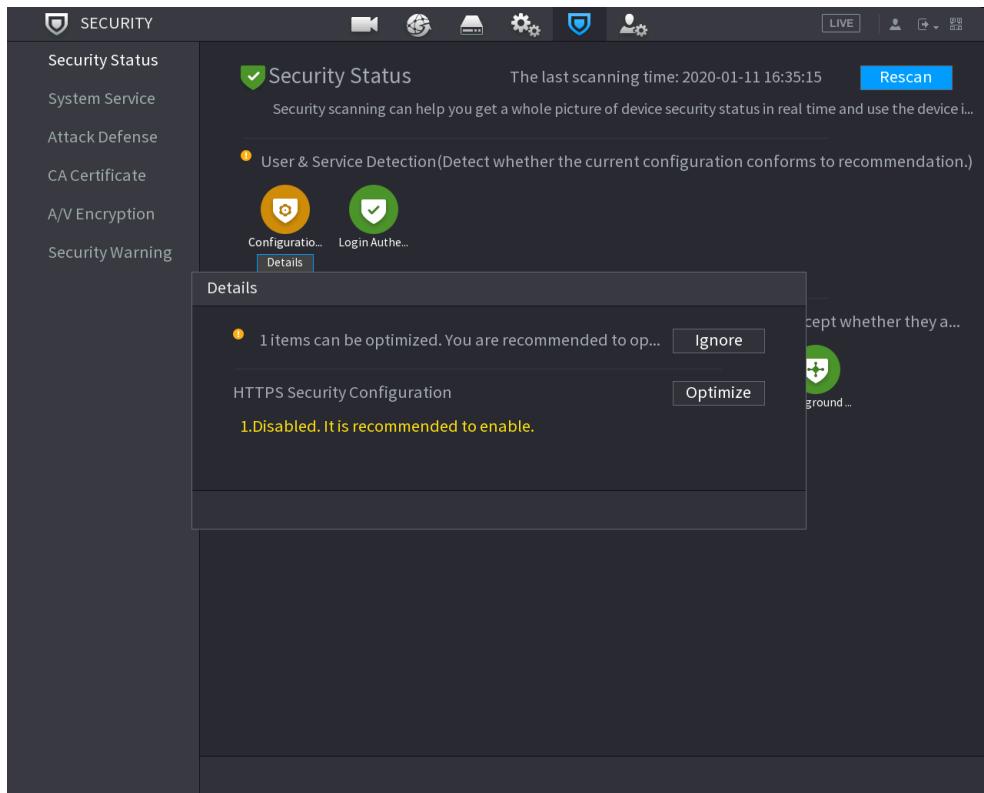 SECURITY
LIVE
Security Status
System Service
Attack Defense
CA Certificate
A/V Encryption
Security Warning
Security Status
The last scanning time: 2020-01-11 16:35:15
Rescan
Security scanning can help you get a whole picture of device security status in real time and use the device i...
User & Service Detection(Detect whether the current configuration conforms to recommendation.)
Configuratio...
Login Authe...
Details
cept whether they a...
ground ...
Details
1 items can be optimized. You are recommended to op...
Ignore
HTTPS Security Configuration
Optimize
1.Disabled. It is recommended to enable.